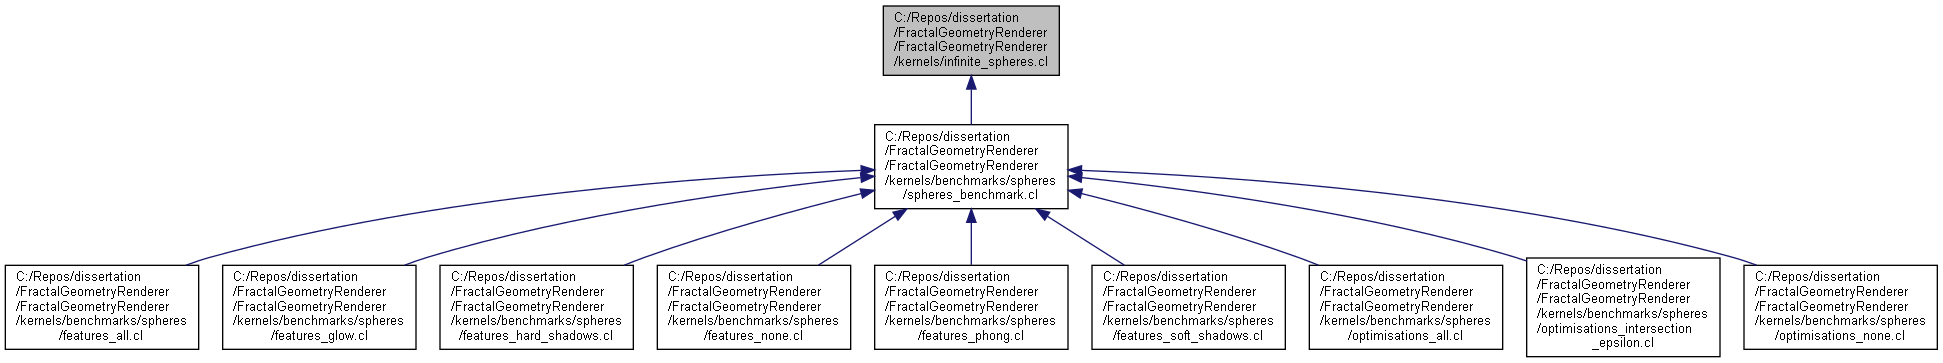 C:/Repos/dissertation
/FractalGeometryRenderer
/FractalGeometryRenderer
/kernels/infinite_spheres.cl
C:/Repos/dissertation
/FractalGeometryRenderer
/FractalGeometryRenderer
/kernels/benchmarks/spheres
/spheres_benchmark.cl
C:/Repos/dissertation
/FractalGeometryRenderer
/FractalGeometryRenderer
/kernels/benchmarks/spheres
/features_all.cl
C:/Repos/dissertation
/FractalGeometryRenderer
/FractalGeometryRenderer
/kernels/benchmarks/spheres
/features_glow.cl
C:/Repos/dissertation
/FractalGeometryRenderer
/FractalGeometryRenderer
/kernels/benchmarks/spheres
/features_hard_shadows.cl
C:/Repos/dissertation
/FractalGeometryRenderer
/FractalGeometryRenderer
/kernels/benchmarks/spheres
/features_none.cl
C:/Repos/dissertation
/FractalGeometryRenderer
/FractalGeometryRenderer
/kernels/benchmarks/spheres
/features_phong.cl
C:/Repos/dissertation
/FractalGeometryRenderer
/FractalGeometryRenderer
/kernels/benchmarks/spheres
/features_soft_shadows.cl
C:/Repos/dissertation
/FractalGeometryRenderer
/FractalGeometryRenderer
/kernels/benchmarks/spheres
/optimisations_all.cl
C:/Repos/dissertation
/FractalGeometryRenderer
/FractalGeometryRenderer
/kernels/benchmarks/spheres
/optimisations_intersection
_epsilon.cl
C:/Repos/dissertation
/FractalGeometryRenderer
/FractalGeometryRenderer
/kernels/benchmarks/spheres
/optimisations_none.cl